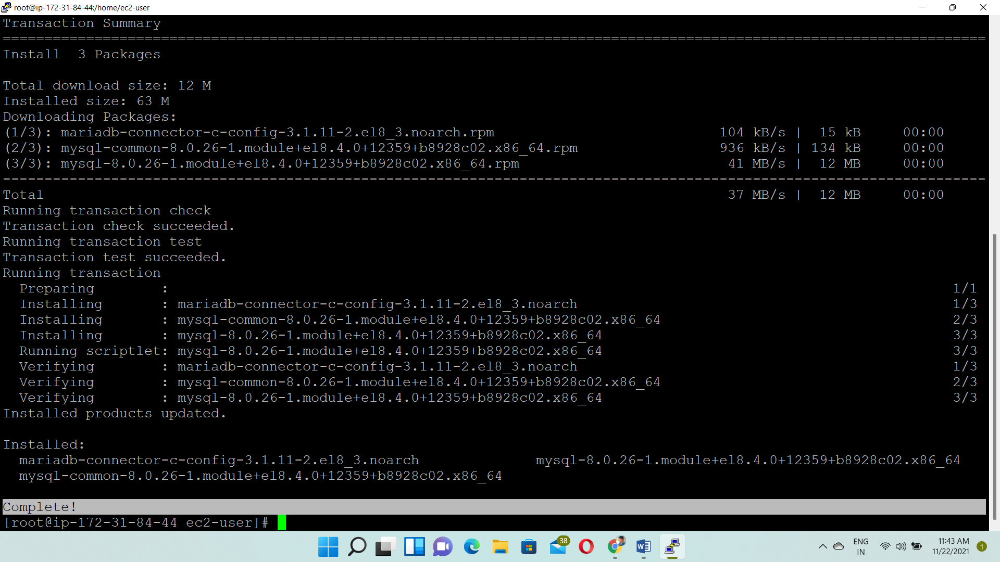 root@ip-172-31-84-44:/home/ec2-user
Transaction Summary
================================================================================
Install  3 Packages
Total download size: 12 M
Installed size: 63 M
Downloading Packages:
(1/3): mariadb-connector-c-config-3.1.11-2.el8_3.noarch.rpm 104 kB/s |  15 kB     00:00
(2/3): mysql-common-8.0.26-1.module+el8.4.0+12359+b8928c02.x86_64.rpm 936 kB/s | 134 kB     00:00
(3/3): mysql-8.0.26-1.module+el8.4.0+12359+b8928c02.x86_64.rpm 41 MB/s |  12 MB     00:00
--------------------------------------------------------------------------------
Total 37 MB/s |  12 MB     00:00
Running transaction check
Transaction check succeeded.
Running transaction test
Transaction test succeeded.
Running transaction
  Preparing        : 1/1
  Installing       : mariadb-connector-c-config-3.1.11-2.el8_3.noarch 1/3
  Installing       : mysql-common-8.0.26-1.module+el8.4.0+12359+b8928c02.x86_64 2/3
  Installing       : mysql-8.0.26-1.module+el8.4.0+12359+b8928c02.x86_64 3/3
  Running scriptlet: mysql-8.0.26-1.module+el8.4.0+12359+b8928c02.x86_64 3/3
  Verifying        : mariadb-connector-c-config-3.1.11-2.el8_3.noarch 1/3
  Verifying        : mysql-common-8.0.26-1.module+el8.4.0+12359+b8928c02.x86_64 2/3
  Verifying        : mysql-8.0.26-1.module+el8.4.0+12359+b8928c02.x86_64 3/3
Installed products updated.
Installed:
  mariadb-connector-c-config-3.1.11-2.el8_3.noarch              mysql-8.0.26-1.module+el8.4.0+12359+b8928c02.x86_64
  mysql-common-8.0.26-1.module+el8.4.0+12359+b8928c02.x86_64
Complete!
[root@ip-172-31-84-44 ec2-user]#
38
ENG
IN
11:43 AM
11/22/2021
1